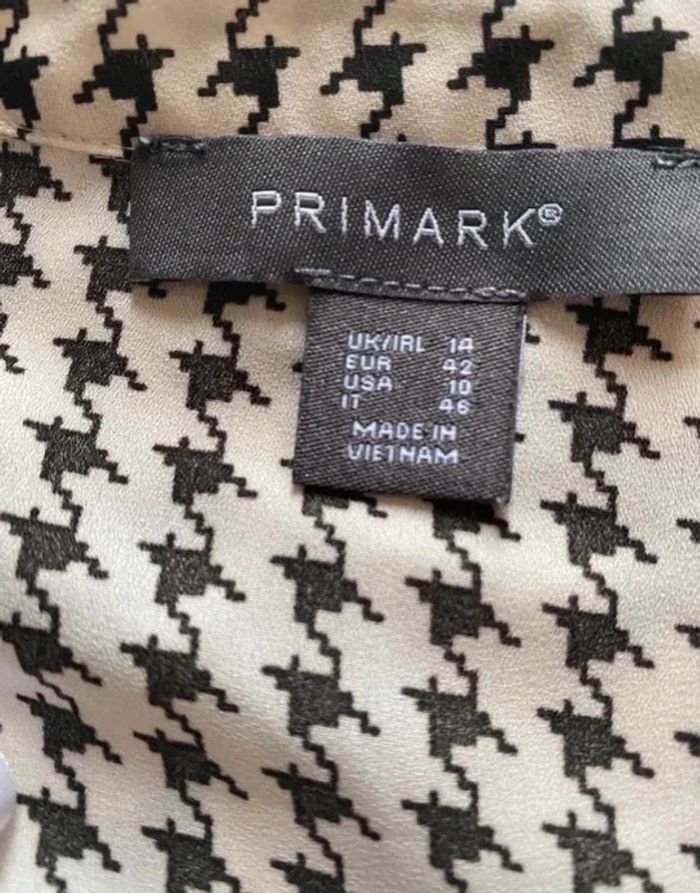 PRIMARK®
UK/IRL 14
EUR 42
USA 10
IT 46
MADE IN
VIETNAM